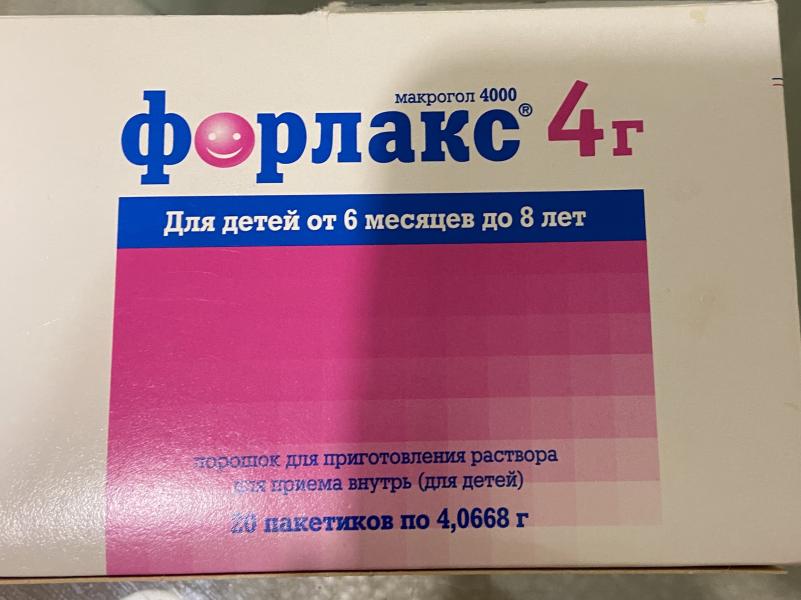 макрогол 4000
форлакс® 4г
Для детей от 6 месяцев до 8 лет
порошок для приготовления раствора
для приема внутрь (для детей)
20 пакетиков по 4,0668 г